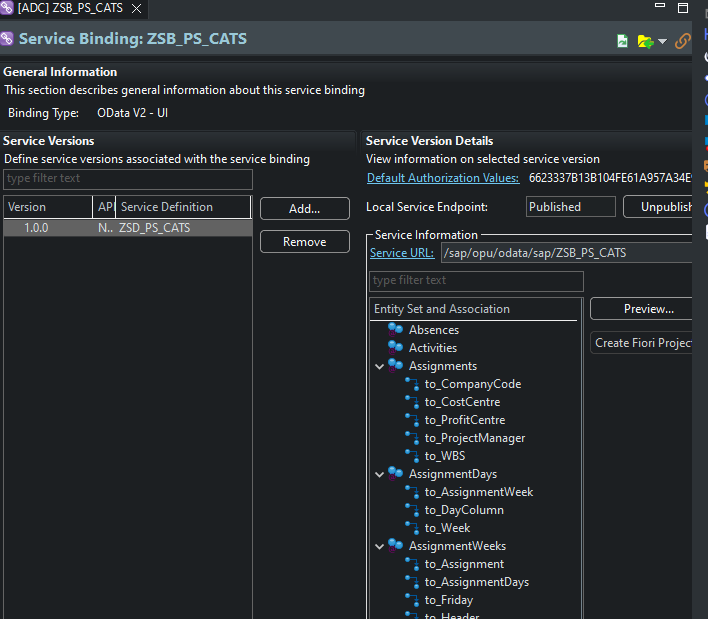 [ADC] ZSB_PS_CATS
Service Binding: ZSB_PS_CATS
General Information
This section describes general information about this service binding
Binding Type: OData V2 - UI
Service Versions
Define service versions associated with the service binding
type filter text
Version API Service Definition
1.0.0 N.. ZSD_PS_CATS
Add...
Remove
Service Version Details
View information on selected service version
Default Authorization Values: 6623337B13B104FE61A957A34E
Local Service Endpoint: Published Unpublish
Service Information
Service URL: /sap/opu/odata/sap/ZSB_PS_CATS
type filter text
Entity Set and Association
Preview...
Create Fiori Project
Absences
Activities
Assignments
to_CompanyCode
to_CostCentre
to_ProfitCentre
to_ProjectManager
to_WBS
AssignmentDays
to_AssignmentWeek
to_DayColumn
to_Week
AssignmentWeeks
to_Assignment
to_AssignmentDays
to_Friday
to_Header